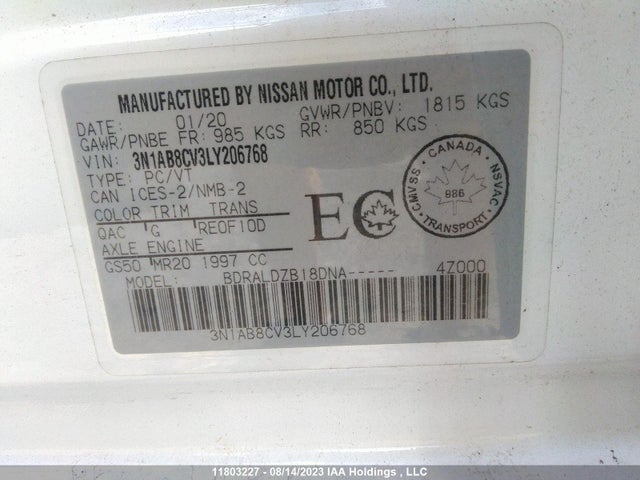 MANUFACTURED BY NISSAN MOTOR CO., LTD.
DATE: 01/20 GVWR/PNBV: 1815 KGS
GAWR/PNBE FR: 985 KGS RR: 850 KGS
VIN: 3N1AB8CV3LY206768
TYPE: PC/VT
CAN ICES-2/NMB-2
COLOR TRIM TRANS
QAC G RE0F10D
AXLE ENGINE
GS50 MR20 1997 CC
MODEL: BDRALDZB18DNA----- 4Z000
EC
CANADA
CMVSS
NSVAC
986
TRANSPORT
3N1AB8CV3LY206768
11803227 - 08/14/2023 IAA Holdings , LLC